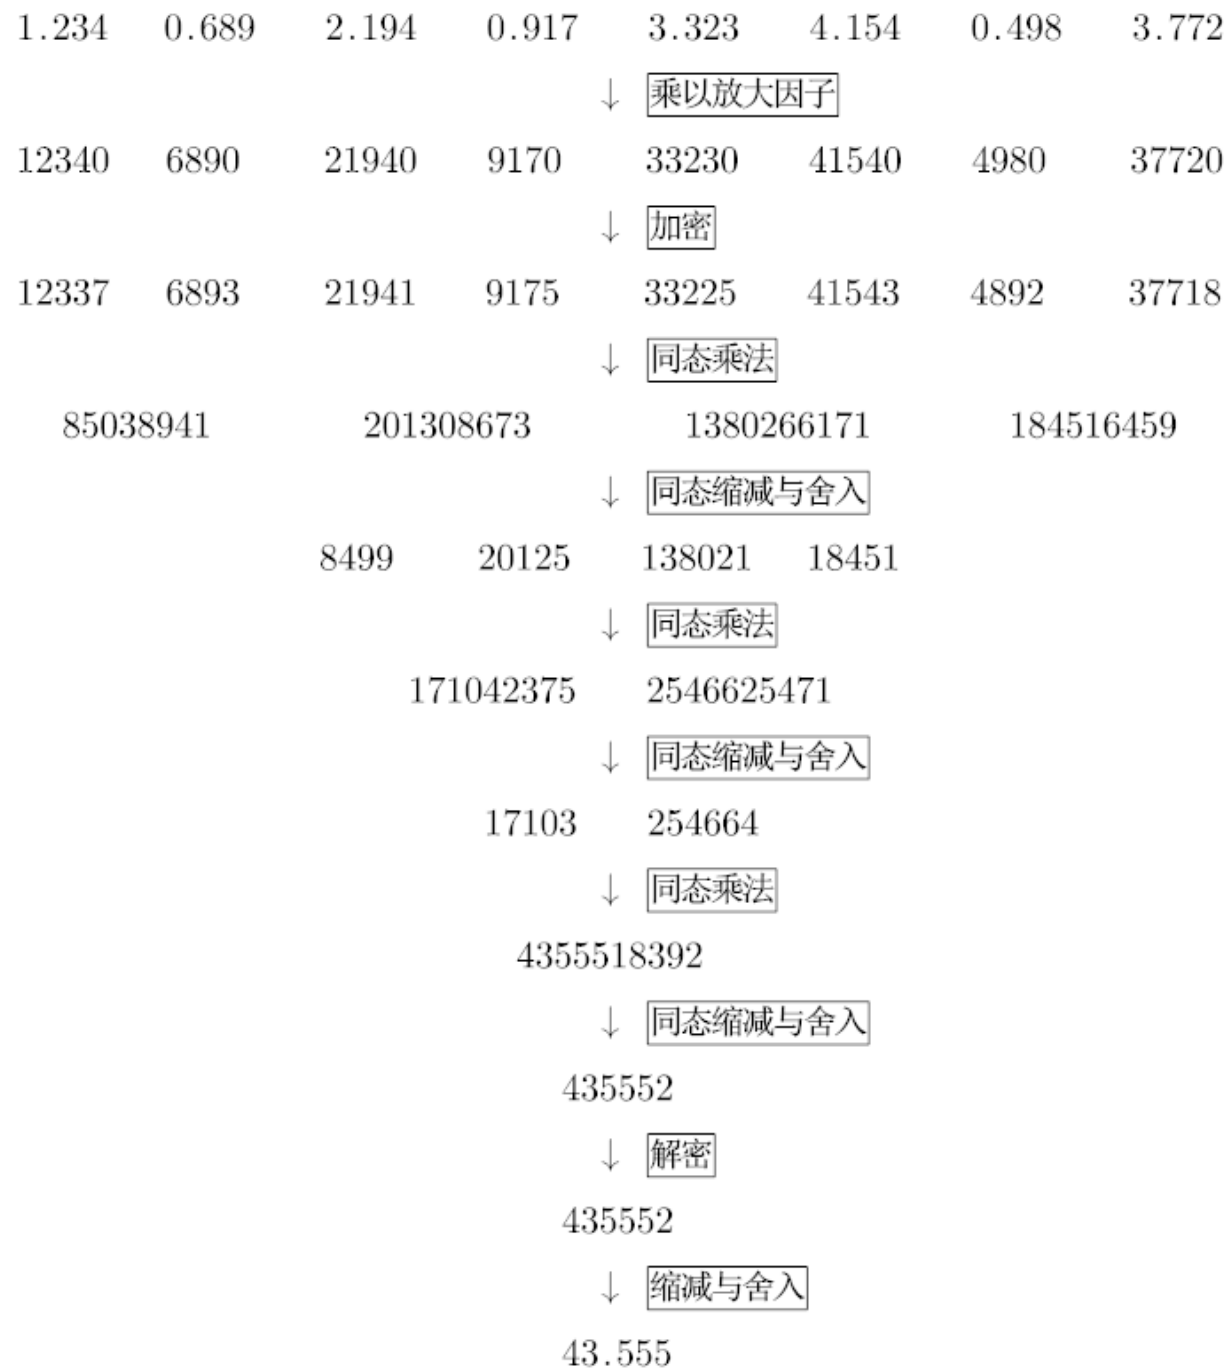 1.234 0.689 2.194 0.917 3.323 4.154 0.498 3.772
↓ 乘以放大因子
12340 6890 21940 9170 33230 41540 4980 37720
↓ 加密
12337 6893 21941 9175 33225 41543 4892 37718
↓ 同态乘法
85038941 201308673 1380266171 184516459
↓ 同态缩减与舍入
8499 20125 138021 18451
↓ 同态乘法
171042375 2546625471
↓ 同态缩减与舍入
17103 254664
↓ 同态乘法
4355518392
↓ 同态缩减与舍入
435552
↓ 解密
435552
↓ 缩减与舍入
43.555